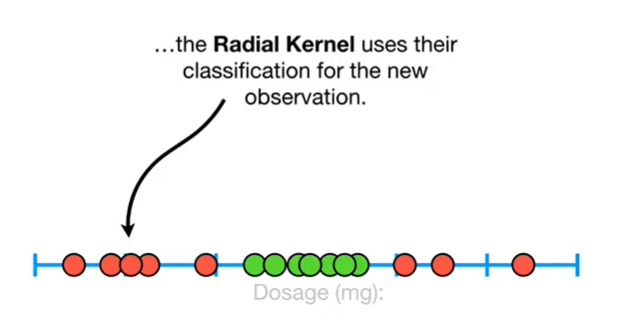 ...the Radial Kernel uses their
classification for the new
observation.
Dosage (mg):